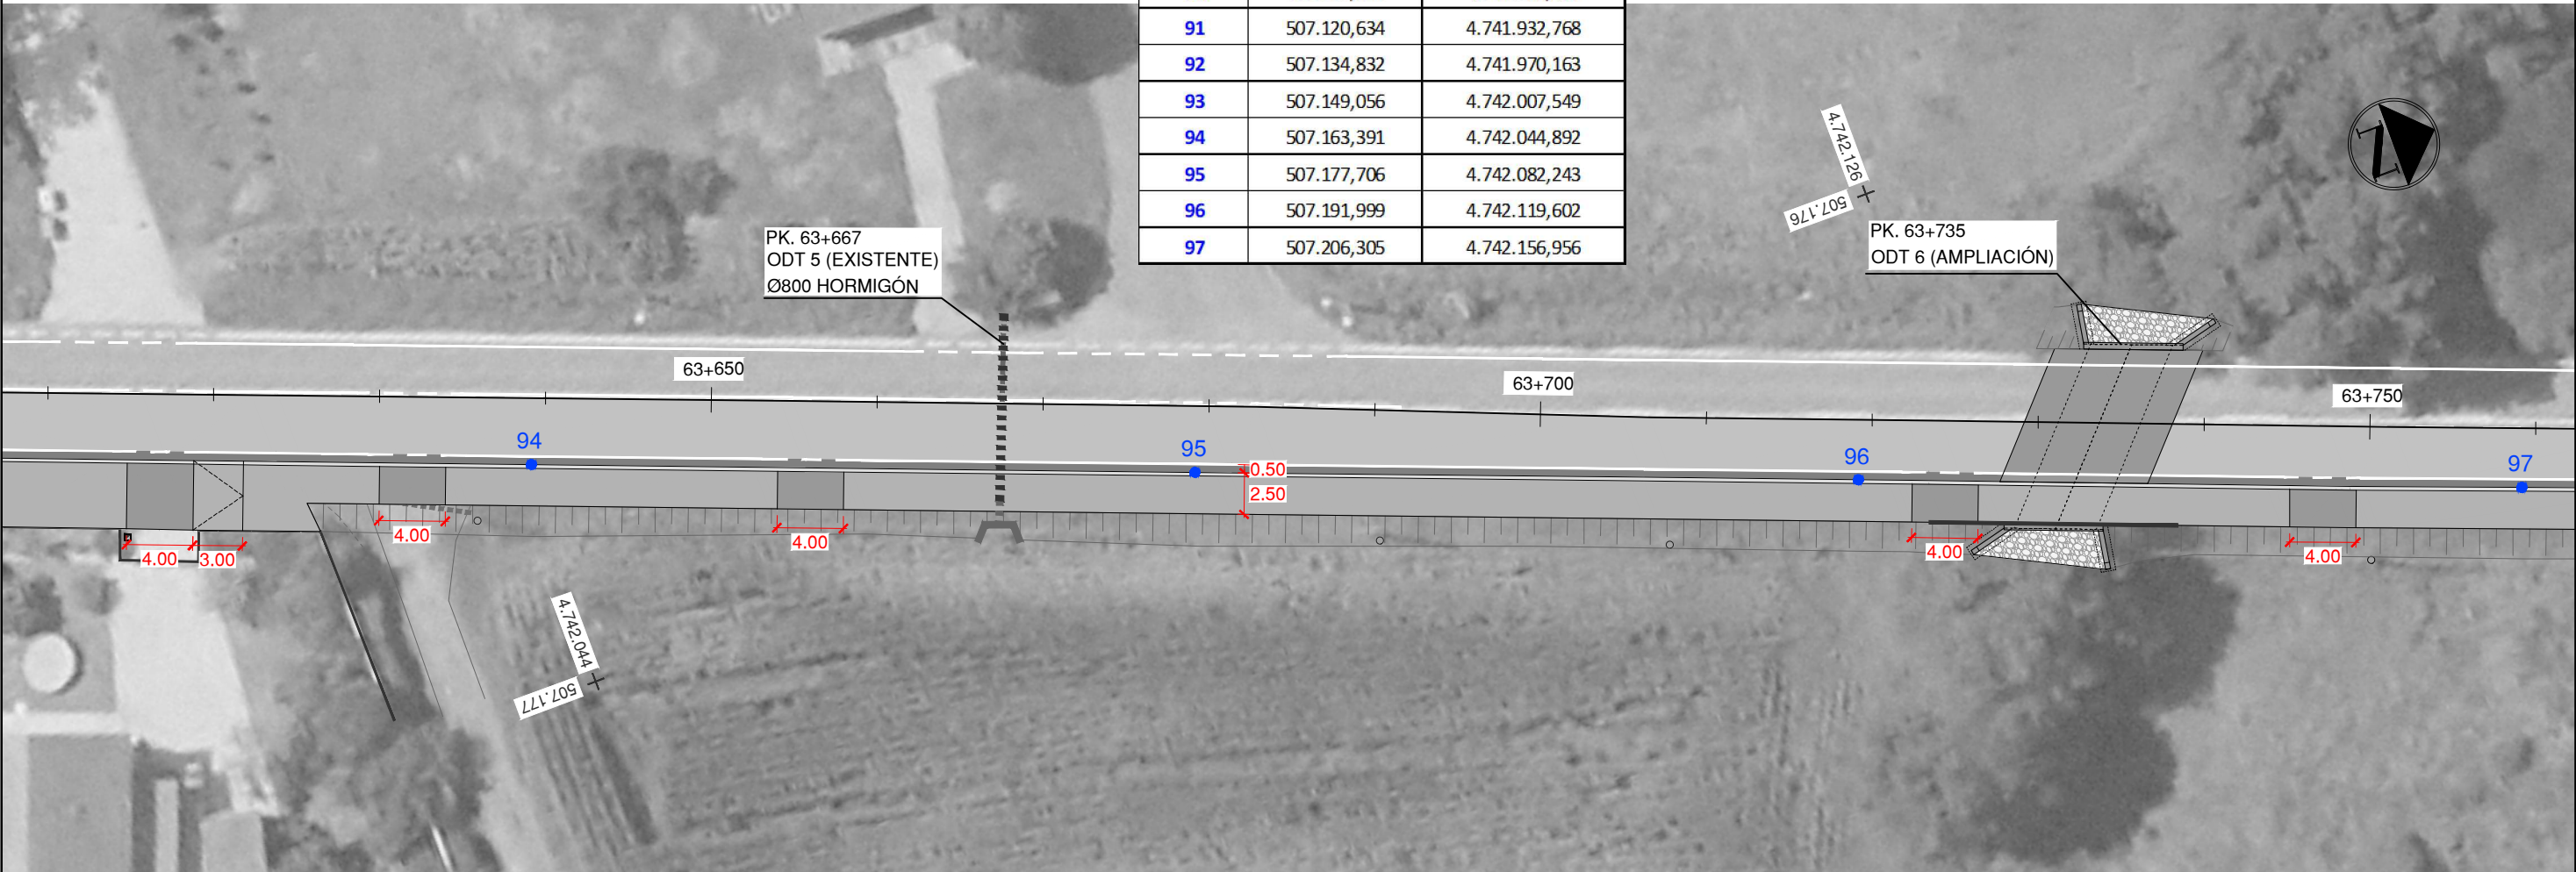 91 507.120,634 4.741.932,768
92 507.134,832 4.741.970,163
93 507.149,056 4.742.007,549
94 507.163,391 4.742.044,892
95 507.177,706 4.742.082,243
96 507.191,999 4.742.119,602
97 507.206,305 4.742.156,956
4.742.126
507.176
N
PK. 63+667
ODT 5 (EXISTENTE)
Ø800 HORMIGÓN
PK. 63+735
ODT 6 (AMPLIACIÓN)
63+650
63+700
63+750
94
95
96
97
0.50
2.50
4.00
3.00
4.00
4.00
4.00
4.00
4.742.044
507.177